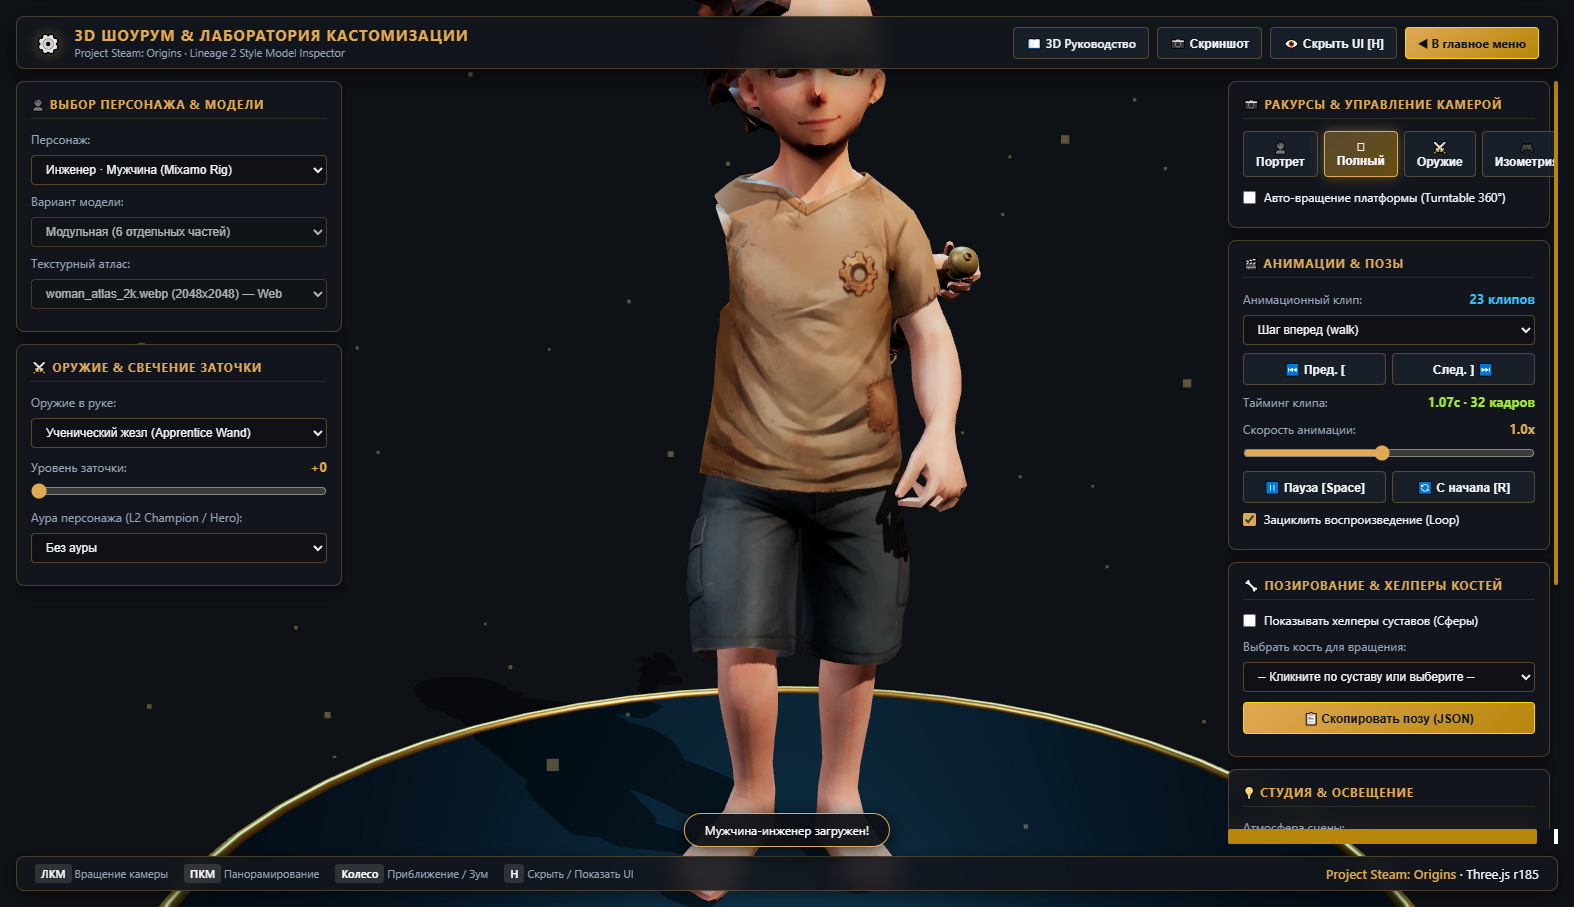 3D ШОУРУМ & ЛАБОРАТОРИЯ КАСТОМИЗАЦИИ
Project Steam: Origins · Lineage 2 Style Model Inspector
3D Руководство
Скриншот
Скрыть UI [H]
◀ В главное меню
ВЫБОР ПЕРСОНАЖА & МОДЕЛИ
Персонаж:
Инженер · Мужчина (Mixamo Rig)
Вариант модели:
Модульная (6 отдельных частей)
Текстурный атлас:
woman_atlas_2k.webp (2048x2048) — Web
ОРУЖИЕ & СВЕЧЕНИЕ ЗАТОЧКИ
Оружие в руке:
Ученический жезл (Apprentice Wand)
Уровень заточки: +0
Аура персонажа (L2 Champion / Hero):
Без ауры
РАКУРСЫ & УПРАВЛЕНИЕ КАМЕРОЙ
Портрет
Полный
Оружие
Изометрия
Авто-вращение платформы (Turntable 360°)
АНИМАЦИИ & ПОЗЫ
Анимационный клип: 23 клипов
Шаг вперед (walk)
Пред. [
След. ]
Тайминг клипа: 1.07с · 32 кадров
Скорость анимации: 1.0x
Пауза [Space]
С начала [R]
Зациклить воспроизведение (Loop)
ПОЗИРОВАНИЕ & ХЕЛПЕРЫ КОСТЕЙ
Показывать хелперы суставов (Сферы)
Выбрать кость для вращения:
-- Кликните по суставу или выберите --
Скопировать позу (JSON)
СТУДИЯ & ОСВЕЩЕНИЕ
Атмосфера сцены:
Мужчина-инженер загружен!
ЛКМ Вращение камеры
ПКМ Панорамирование
Колесо Приближение / Зум
H Скрыть / Показать UI
Project Steam: Origins · Three.js r185